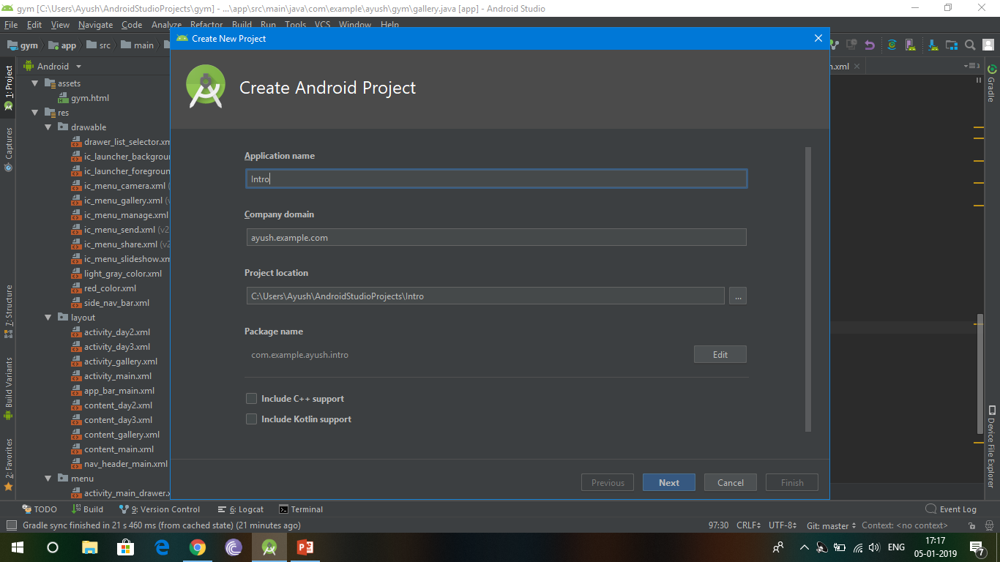 gym [C:\Users\Ayush\AndroidStudioProjects\gym] - ...\app\src\main\java\com\example\ayush\gym\gallery.java [app] - Android Studio
File Edit View Navigate Code Analyze Refactor Build Run Tools VCS Window Help
gym app src main
Create New Project
Create Android Project
Application name
Intro
Company domain
ayush.example.com
Project location
C:\Users\Ayush\AndroidStudioProjects\Intro
...
Package name
com.example.ayush.intro
Edit
Include C++ support
Include Kotlin support
Previous Next Cancel Finish
1: Project
Captures
7: Structure
Build Variants
2: Favorites
Android
assets
gym.html
res
drawable
drawer_list_selector.xm
ic_launcher_backgroun
ic_launcher_foregroun
ic_menu_camera.xml (
ic_menu_gallery.xml (v
ic_menu_manage.xml
ic_menu_send.xml (v2
ic_menu_share.xml (v2
ic_menu_slideshow.xm
light_gray_color.xml
red_color.xml
side_nav_bar.xml
layout
activity_day2.xml
activity_day3.xml
activity_gallery.xml
activity_main.xml
app_bar_main.xml
content_day2.xml
content_day3.xml
content_gallery.xml
content_main.xml
nav_header_main.xml
menu
activity_main_drawer.x
n.xml
3
Gradle
Device File Explorer
TODO Build 9: Version Control 6: Logcat Terminal Event Log
Gradle sync finished in 21 s 460 ms (from cached state) (21 minutes ago) 97:30 CRLF UTF-8 Git: master Context: <no context>
ENG
17:17
05-01-2019
7